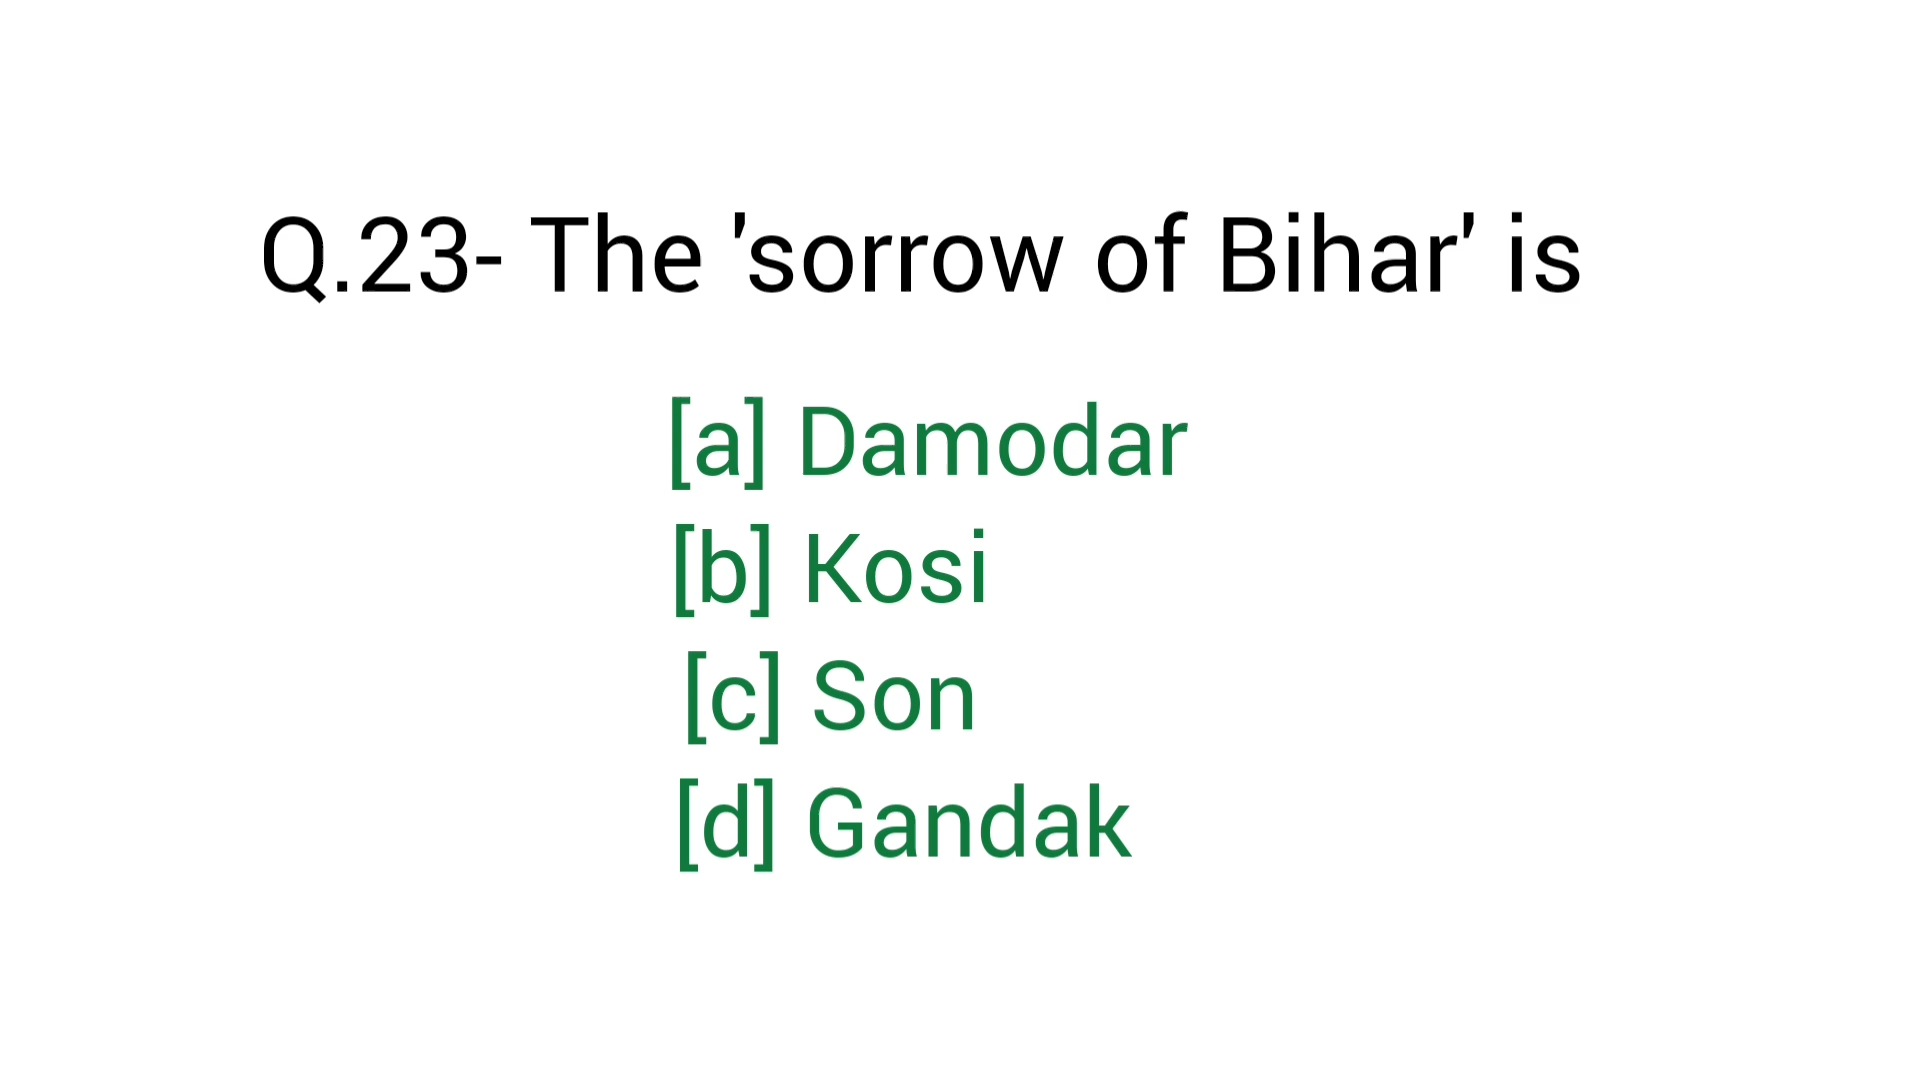 Q.23- The 'sorrow of Bihar' is
[a] Damodar
[b] Kosi
[c] Son
[d] Gandak